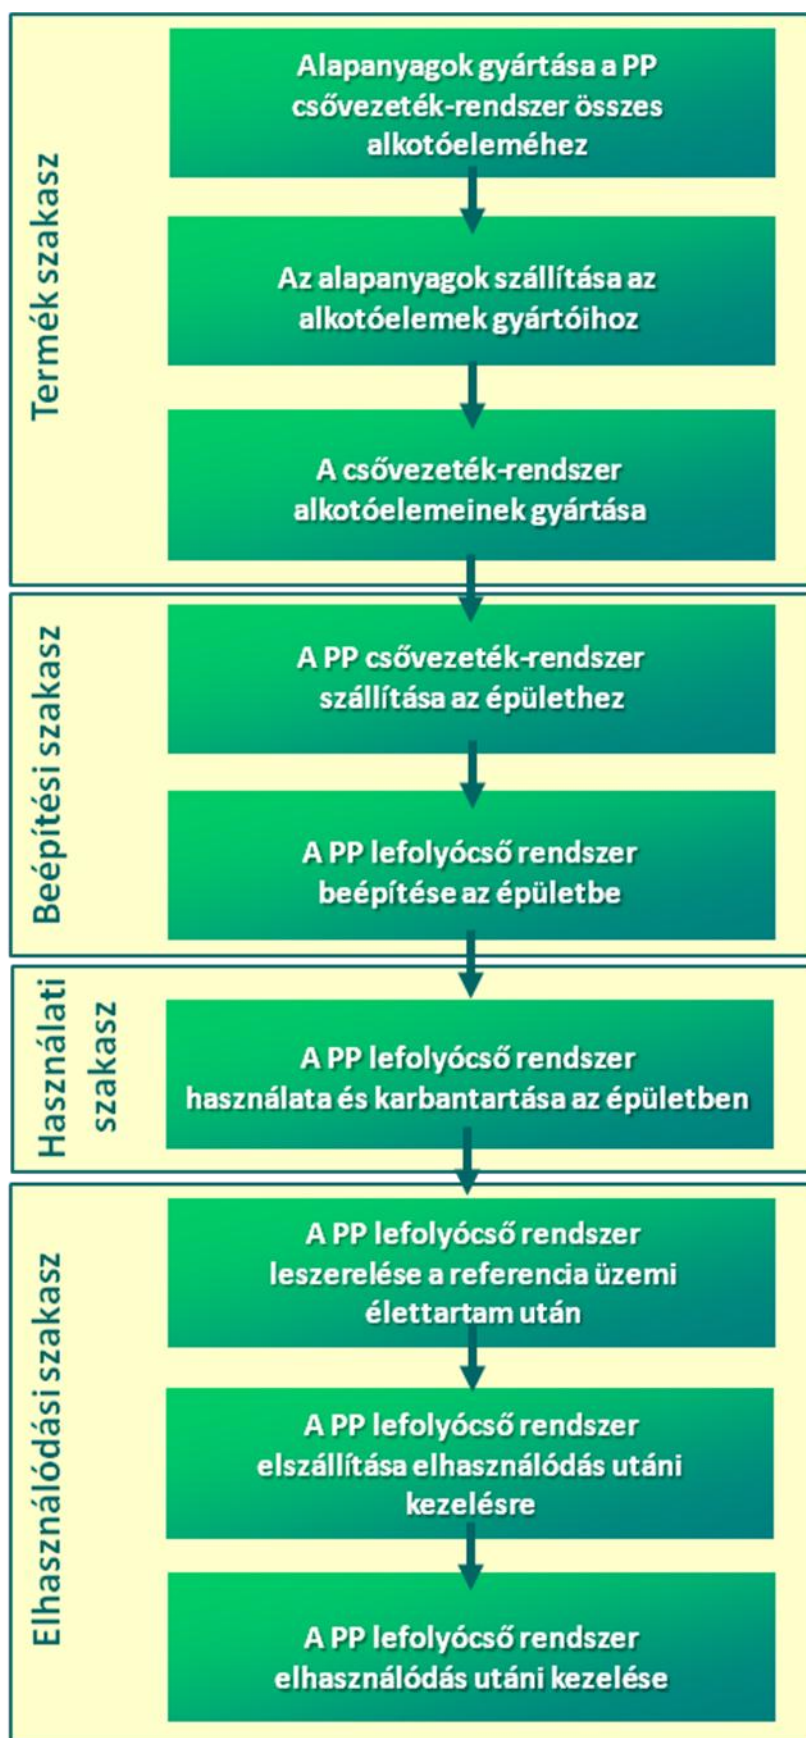 Termék szakasz
Alapanyagok gyártása a PP
csővezeték-rendszer összes
alkotóeleméhez
Az alapanyagok szállítása az
alkotóelemek gyártóihoz
A csővezeték-rendszer
alkotóelemeinek gyártása
Beépítési szakasz
A PP csővezeték-rendszer
szállítása az épülethez
A PP lefolyócső rendszer
beépítése az épületbe
Használati
szakasz
A PP lefolyócső rendszer
használata és karbantartása az épületben
Elhasználódási szakasz
A PP lefolyócső rendszer
leszerelése a referencia üzemi
élettartam után
A PP lefolyócső rendszer
elszállítása elhasználódás utáni
kezelésre
A PP lefolyócső rendszer
elhasználódás utáni kezelése